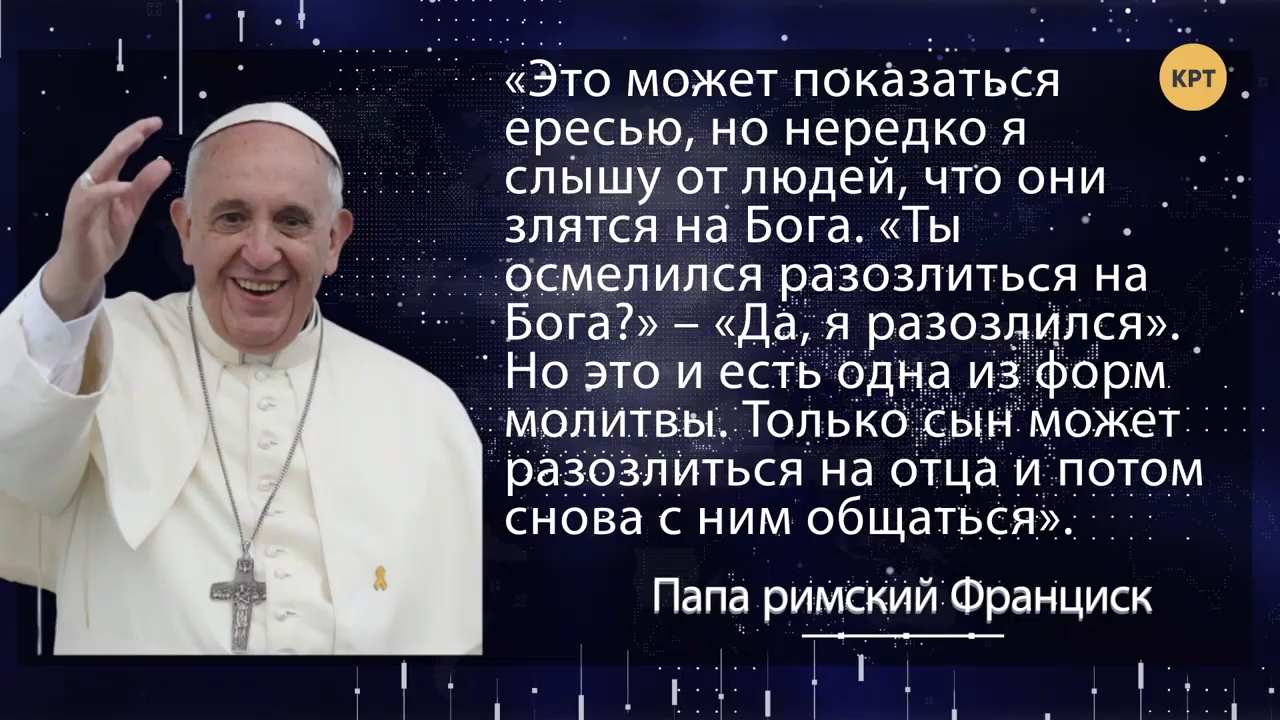 КРТ
«Это может показаться
ересью, но нередко я
слышу от людей, что они
злятся на Бога. «Ты
осмелился разозлиться на
Бога?» – «Да, я разозлился».
Но это и есть одна из форм
молитвы. Только сын может
разозлиться на отца и потом
снова с ним общаться».
Папа римский Франциск